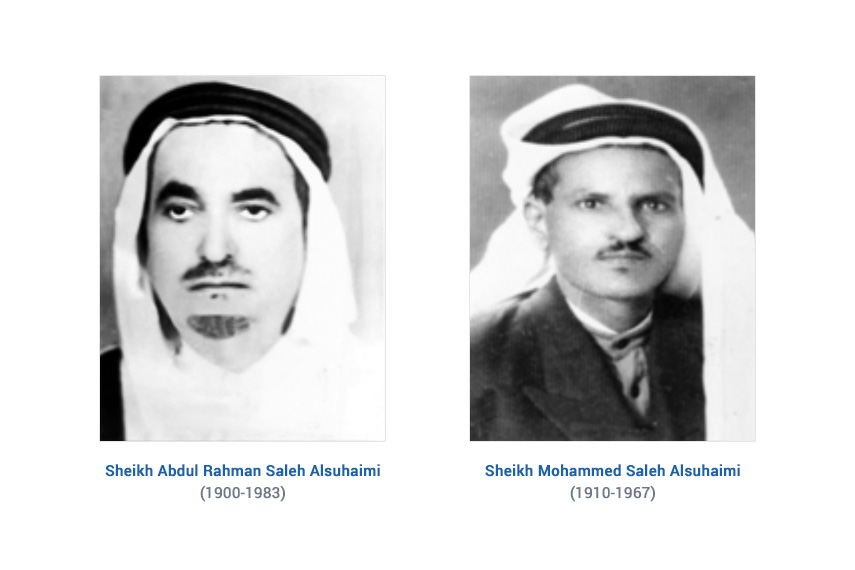 Sheikh Abdul Rahman Saleh Alsuhaimi
(1900-1983)
Sheikh Mohammed Saleh Alsuhaimi
(1910-1967)